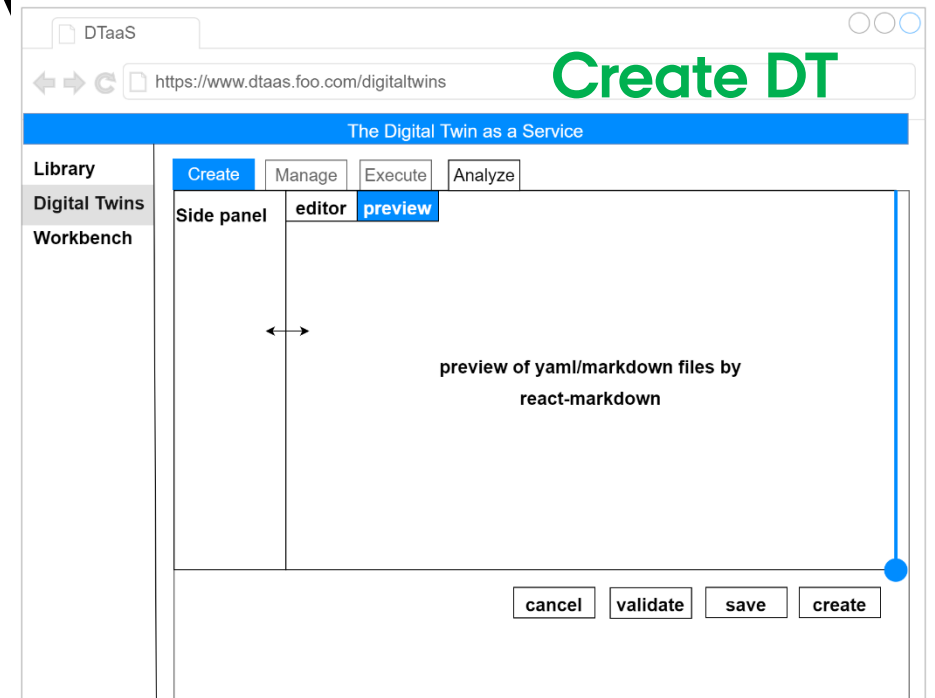 DTaaS
https://www.dtaas.foo.com/digitaltwins
Create DT
The Digital Twin as a Service
Library
Digital Twins
Workbench
Create Manage Execute Analyze
Side panel
editor preview
preview of yaml/markdown files by
react-markdown
cancel validate save create